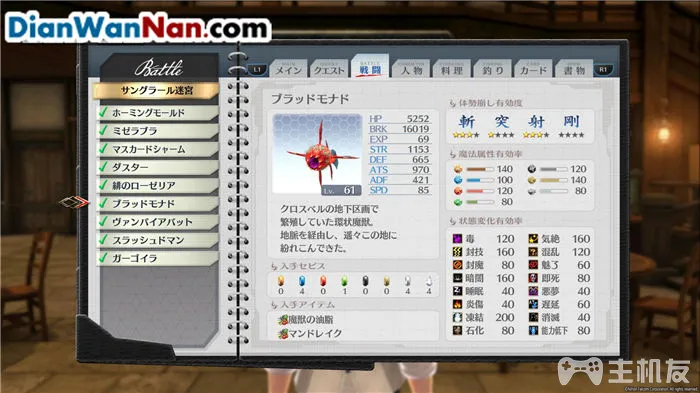 DianWanNan.com
Battle
サングラール迷宮
ホーミングモールド
ミゼラブラ
マスカードシャーム
ダスター
緋のローゼリア
ブラッドモナド
ヴァンパイアバット
スラッシュドマン
ガーゴイラ
L1 メイン クエスト 戦闘 人物 料理 釣り カード 書物 R1
ブラッドモナド
Lv. 61
HP 5252
BRK 16019
EXP 69
STR 1153
DEF 665
ATS 970
ADF 421
SPD 85
クロスベルの地下区画で
繁殖していた環状魔獣。
地脈を経由し、遥々この地に
紛れこんできた。
入手セピス
0 4 0 1 0 0 4 4
入手アイテム
魔獣の油脂
マンドレイク
体勢崩し有効度
斬 突 射 剛
魔法属性有効率
140 120
100 80
120 80
80
状態変化有効率
毒 120 気絶 160
封技 160 混乱 120
封魔 80 魅了 60
暗闇 160 即死 80
睡眠 40 悪夢 40
炎傷 40 遅延 60
凍結 200 消滅 40
石化 80 能力低下 80
主机友